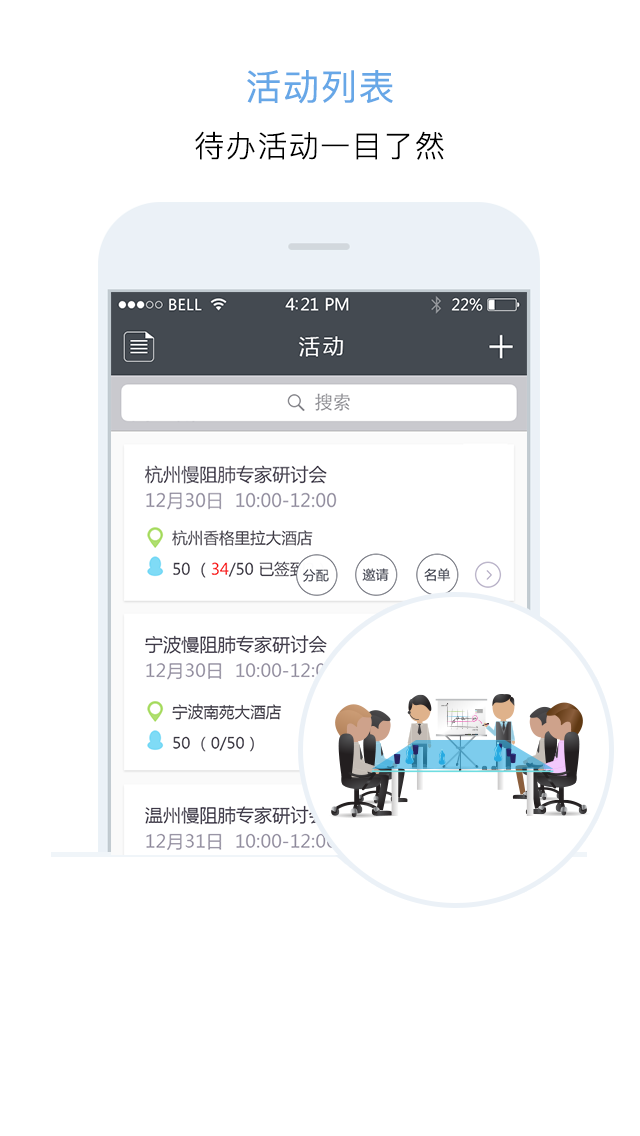 活动列表
待办活动一目了然
BELL 4:21 PM 22%
活动
搜索
杭州慢阻肺专家研讨会
12月30日 10:00-12:00
杭州香格里拉大酒店
50 （34/50 已签到
分配 邀请 名单
宁波慢阻肺专家研讨会
12月30日 10:00-12:0
宁波南苑大酒店
50 （0/50）
温州慢阻肺专家研讨会
12月31日 10:00-12:00